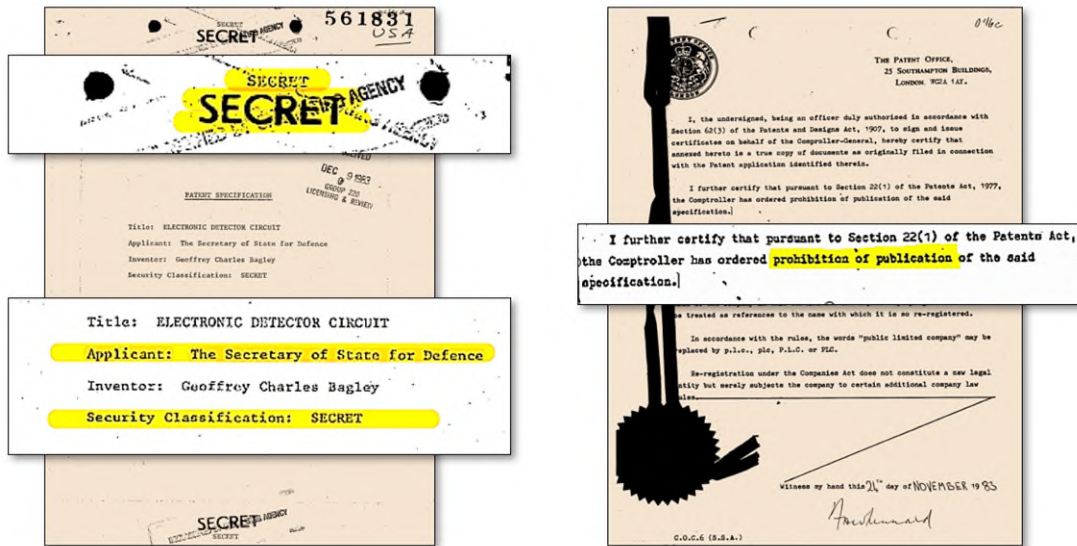 SECRET
SECRET
561831
USA
SECRET
SECRET
AGENCY
DEC 9 1983
GROUP 220
LICENSING & REVIEW
PATENT SPECIFICATION
Title: ELECTRONIC DETECTOR CIRCUIT
Applicant: The Secretary of State for Defence
Inventor: Geoffrey Charles Bagley
Security Classification: SECRET
Title: ELECTRONIC DETECTOR CIRCUIT
Applicant: The Secretary of State for Defence
Inventor: Geoffrey Charles Bagley
Security Classification: SECRET
SECRET
AGENCY
SECRET
THE PATENT OFFICE,
25 SOUTHAMPTON BUILDINGS,
LONDON. WC2A 1AY.
I, the undersigned, being an officer duly authorized in accordance with
Section 62(3) of the Patents and Designs Act, 1907, to sign and issue
certificates on behalf of the Comptroller-General, hereby certify that
annexed hereto is a true copy of documents as originally filed in connection
with the Patent application identified therein.
I further certify that pursuant to Section 22(1) of the Patents Act, 1977,
the Comptroller has ordered prohibition of publication of the said
specification.
I further certify that pursuant to Section 22(1) of the Patents Act,
the Comptroller has ordered prohibition of publication of the said
specification.
be treated as references to the name with which it is so re-registered.
In accordance with the rules, the words "public limited company" may be
replaced by p.l.c., plc, P.L.C. or PLC.
Re-registration under the Companies Act does not constitute a new legal
entity but merely subjects the company to certain additional company law
rules.
Witness my hand this 24th day of NOVEMBER 1983
C.O.C.6 (S.S.A.)